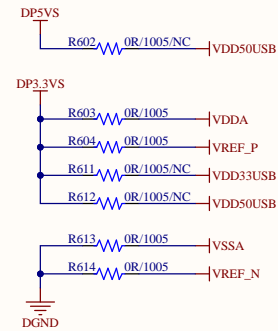 DP5VS
R602 0R/1005/NC VDD50USB
DP3.3VS
R603 0R/1005 VDDA
R604 0R/1005 VREF_P
R611 0R/1005/NC VDD33USB
R612 0R/1005/NC VDD50USB
R613 0R/1005 VSSA
R614 0R/1005 VREF_N
DGND